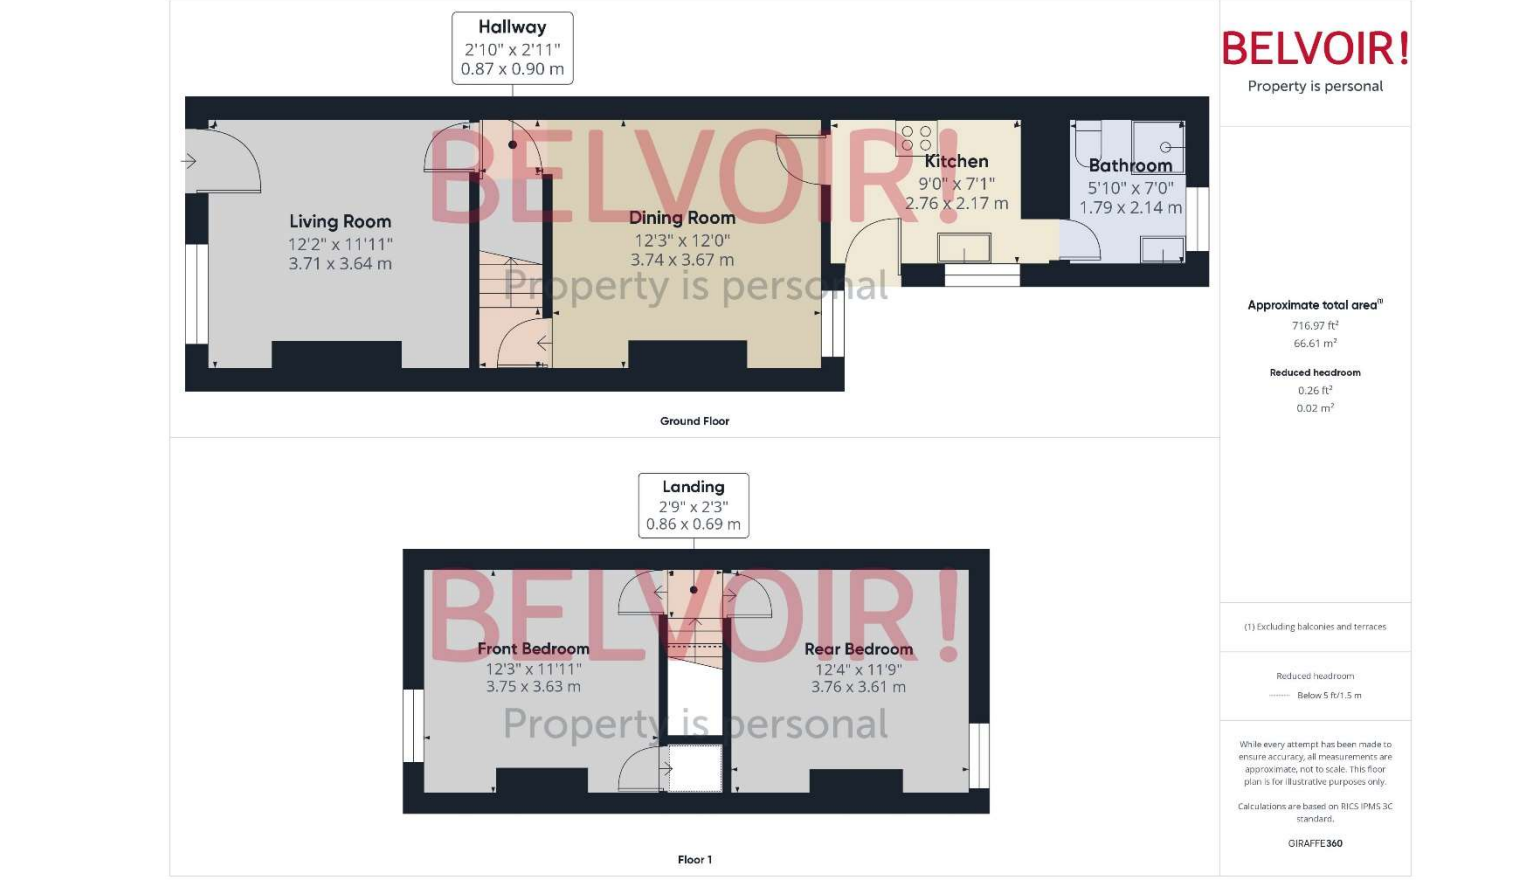 Hallway
2'10" x 2'11"
0.87 x 0.90 m
BELVOIR!
Property is personal
BELVOIR!
Property is personal
Living Room
12'2" x 11'11"
3.71 x 3.64 m
Dining Room
12'3" x 12'0"
3.74 x 3.67 m
Kitchen
9'0" x 7'1"
2.76 x 2.17 m
Bathroom
5'10" x 7'0"
1.79 x 2.14 m
Ground Floor
Approximate total area⁽¹⁾
716.97 ft²
66.61 m²
Reduced headroom
0.26 ft²
0.02 m²
Landing
2'9" x 2'3"
0.86 x 0.69 m
BELVOIR!
Property is personal
Front Bedroom
12'3" x 11'11"
3.75 x 3.63 m
Rear Bedroom
12'4" x 11'9"
3.76 x 3.61 m
Floor 1
(1) Excluding balconies and terraces
Reduced headroom
Below 5 ft/1.5 m
While every attempt has been made to
ensure accuracy, all measurements are
approximate, not to scale. This floor
plan is for illustrative purposes only.
Calculations are based on RICS IPMS 3C
standard.
GIRAFFE360